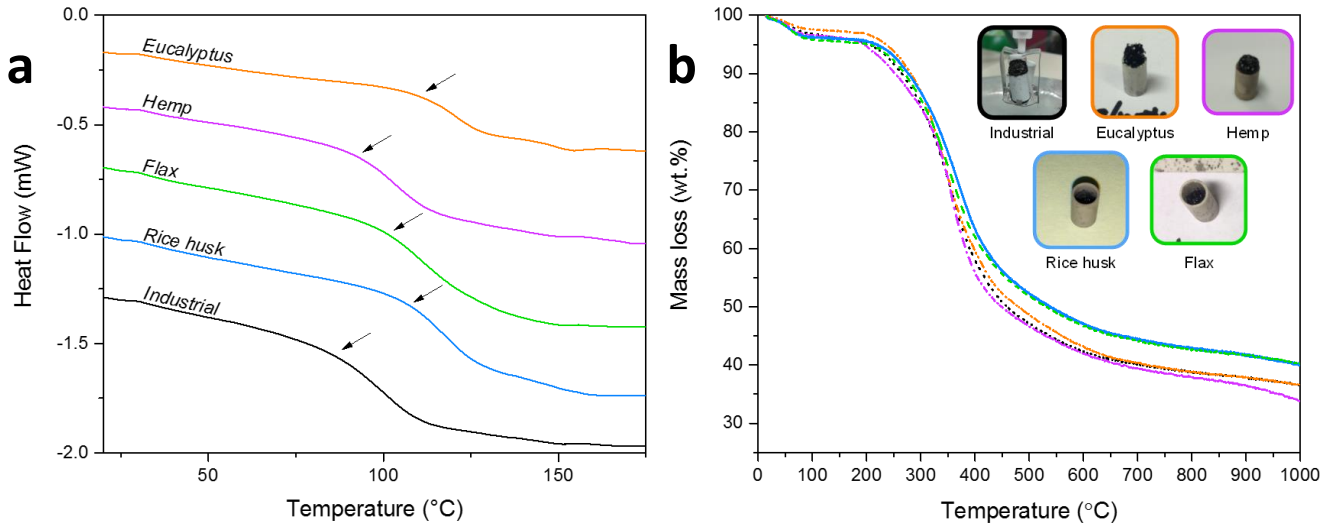 a
Heat Flow (mW)
0.0
-0.5
-1.0
-1.5
-2.0
Eucalyptus
Hemp
Flax
Rice husk
Industrial
50 100 150
Temperature (°C)
b
Mass loss (wt.%)
100
90
80
70
60
50
40
30
Industrial Eucalyptus Hemp
Rice husk Flax
0 100 200 300 400 500 600 700 800 900 1000
Temperature (°C)